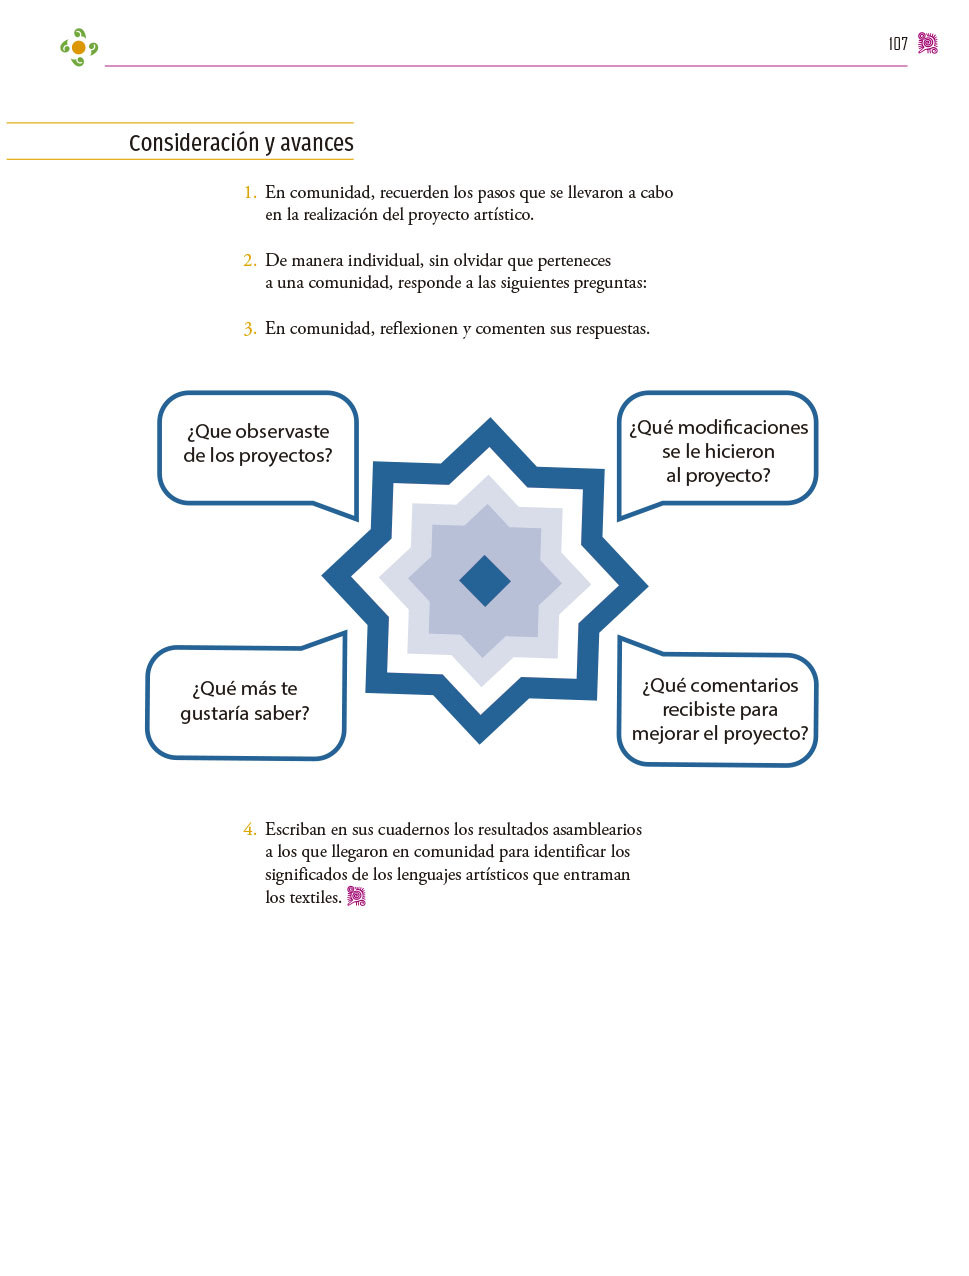 107
Consideración y avances
1. En comunidad, recuerden los pasos que se llevaron a cabo
en la realización del proyecto artístico.
2. De manera individual, sin olvidar que perteneces
a una comunidad, responde a las siguientes preguntas:
3. En comunidad, reflexionen y comenten sus respuestas.
¿Que observaste
de los proyectos?
¿Qué modificaciones
se le hicieron
al proyecto?
¿Qué más te
gustaría saber?
¿Qué comentarios
recibiste para
mejorar el proyecto?
4. Escriban en sus cuadernos los resultados asamblearios
a los que llegaron en comunidad para identificar los
significados de los lenguajes artísticos que entraman
los textiles.